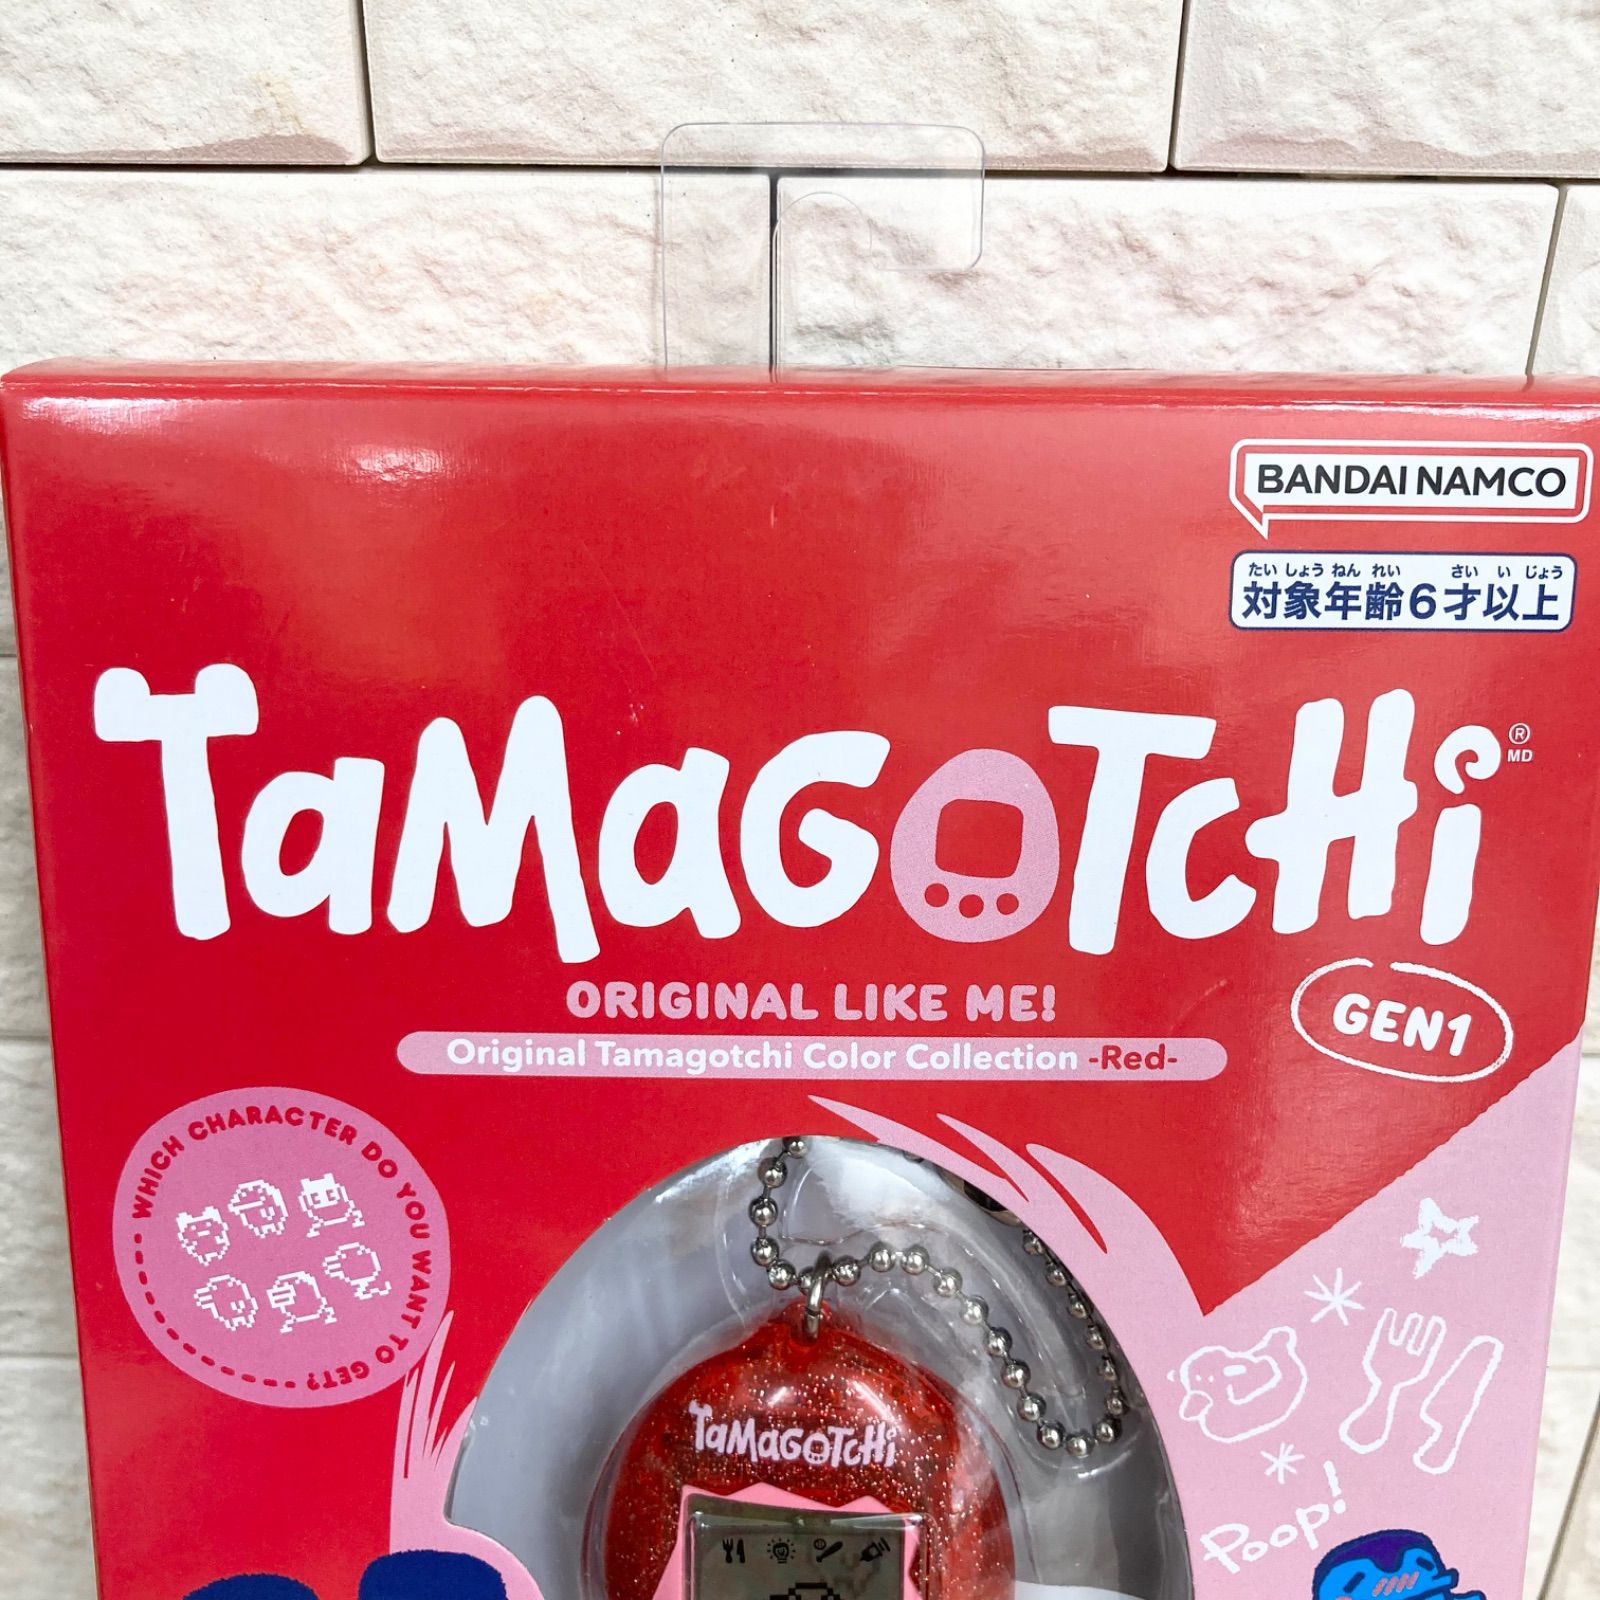 BANDAI NAMCO
たい しょう ねん れい さい い じょう
対象年齢6才以上
TaMaGoTcHi
® MD
ORIGINAL LIKE ME!
GEN1
Original Tamagotchi Color Collection -Red-
WHICH CHARACTER DO YOU WANT TO GET?
TaMaGoTcHi
Poop!